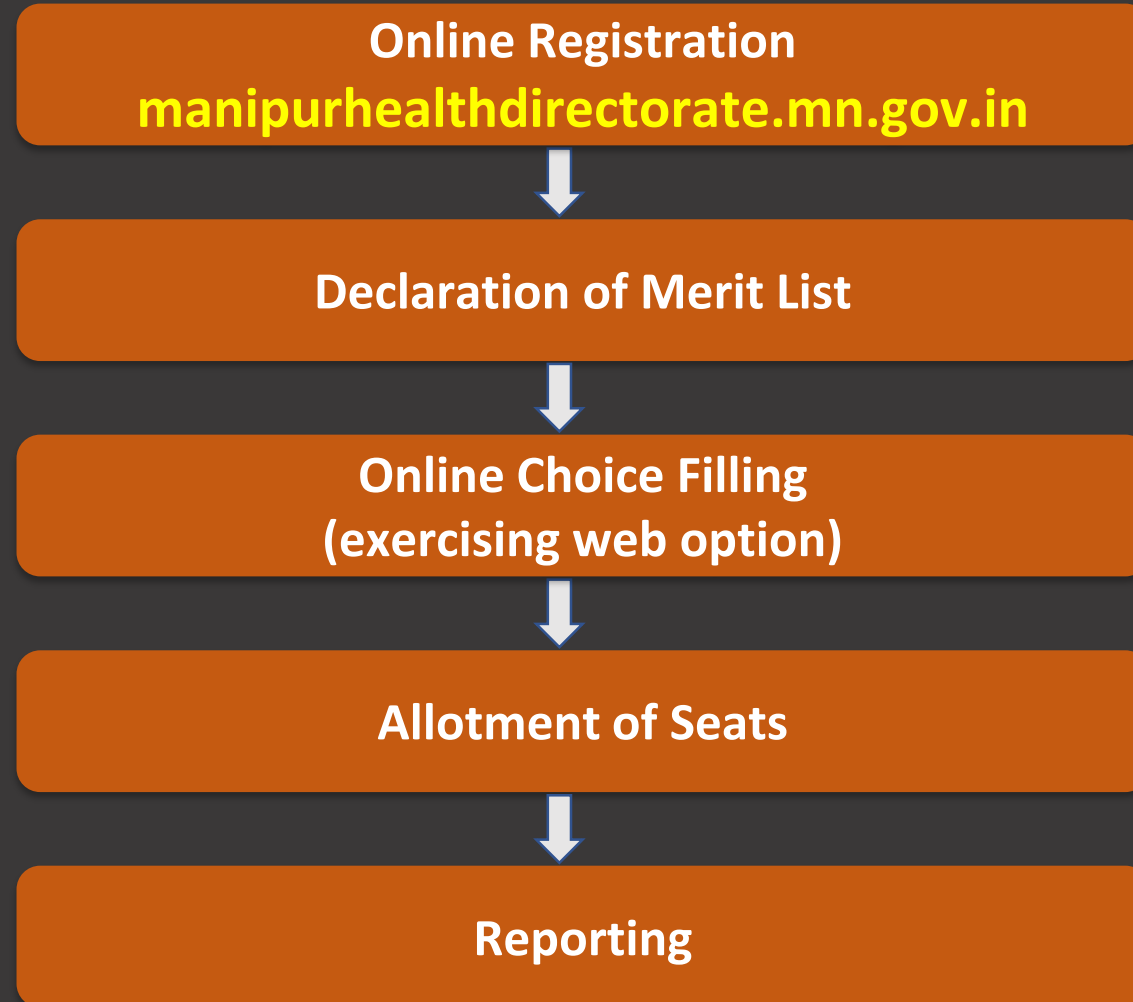 Online Registration
manipurhealthdirectorate.mn.gov.in
Declaration of Merit List
Online Choice Filling
(exercising web option)
Allotment of Seats
Reporting